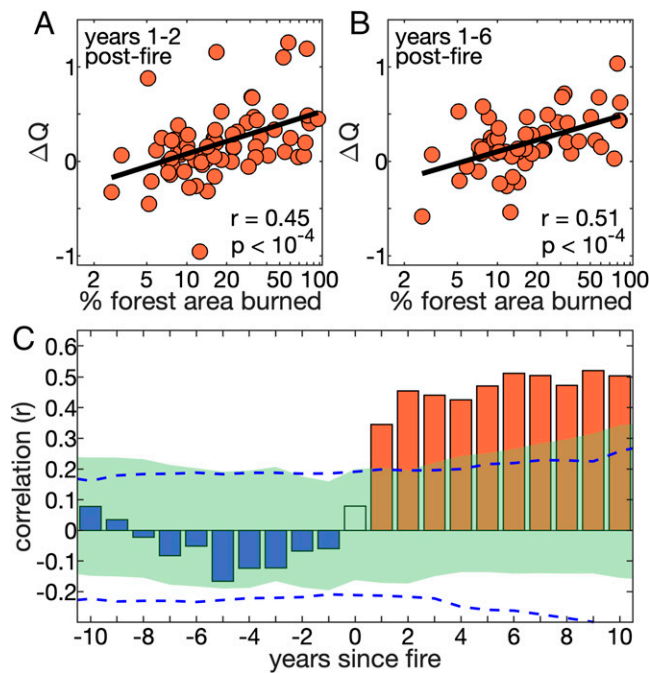 A
years 1-2
post-fire
1
0
-1
ΔQ
r = 0.45
p < 10⁻⁴
2 5 10 20 50 100
% forest area burned
B
years 1-6
post-fire
1
0
-1
ΔQ
r = 0.51
p < 10⁻⁴
2 5 10 20 50 100
% forest area burned
C
0.6
0.5
0.4
0.3
0.2
0.1
0
-0.1
-0.2
correlation (r)
-10 -8 -6 -4 -2 0 2 4 6 8 10
years since fire